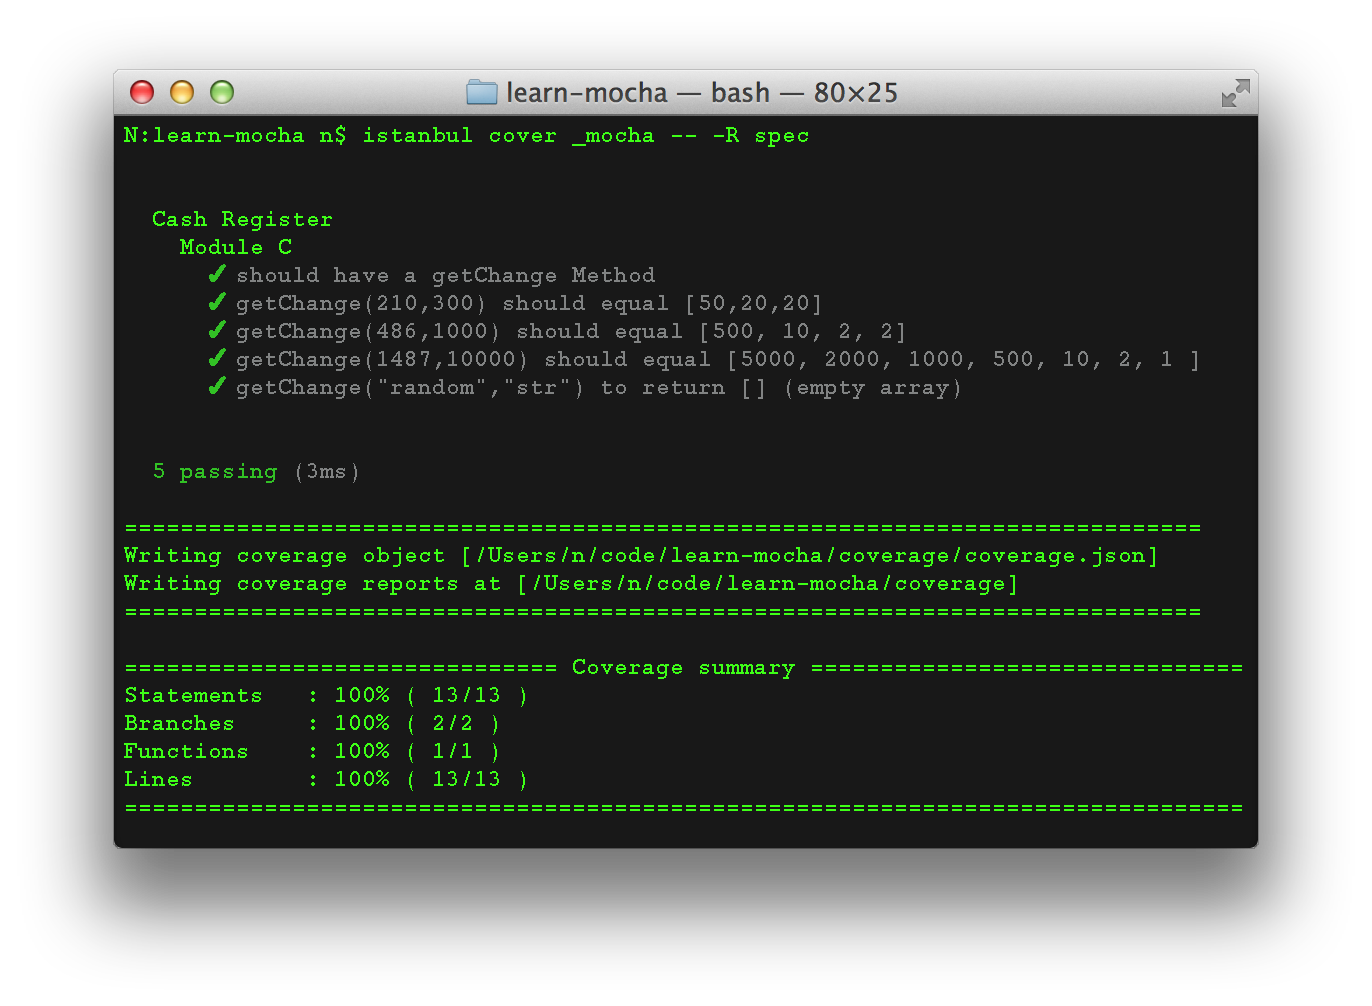 learn-mocha — bash — 80×25
N:learn-mocha n$ istanbul cover _mocha -- -R spec
Cash Register
Module C
✔ should have a getChange Method
✔ getChange(210,300) should equal [50,20,20]
✔ getChange(486,1000) should equal [500, 10, 2, 2]
✔ getChange(1487,10000) should equal [5000, 2000, 1000, 500, 10, 2, 1 ]
✔ getChange("random","str") to return [] (empty array)
5 passing (3ms)
=============================================================================
Writing coverage object [/Users/n/code/learn-mocha/coverage/coverage.json]
Writing coverage reports at [/Users/n/code/learn-mocha/coverage]
=============================================================================
=============================== Coverage summary ===============================
Statements   : 100% ( 13/13 )
Branches     : 100% ( 2/2 )
Functions    : 100% ( 1/1 )
Lines        : 100% ( 13/13 )
================================================================================